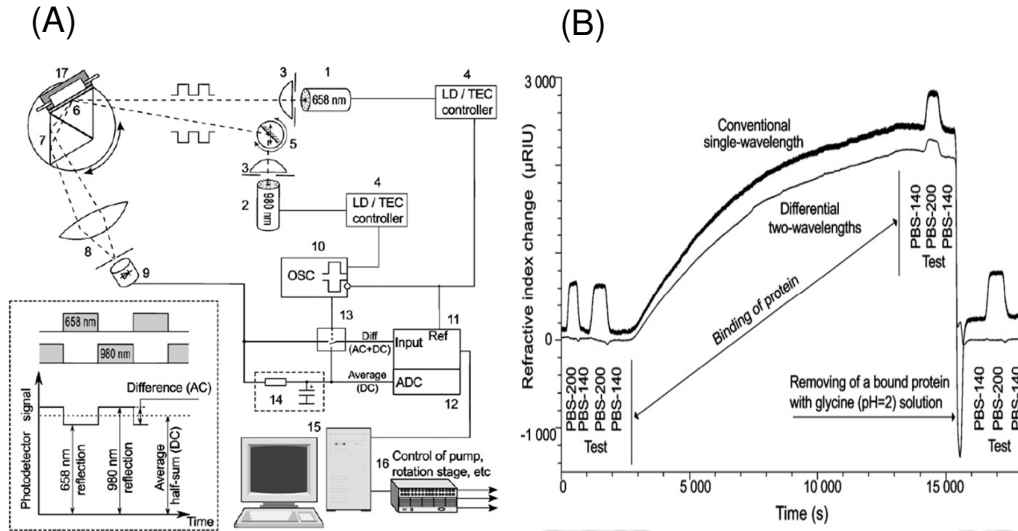 (A)
(B)
17
6
7
3
1
658 nm
4
LD / TEC
controller
5
3
2
980 nm
4
LD / TEC
controller
8
9
10
OSC
13
11
Ref
Diff
(AC+DC)
Input
Average
(DC)
ADC
12
14
15
16
Control of pump,
rotation stage, etc
658 nm
980 nm
Difference (AC)
Photodetector signal
658 nm
reflection
980 nm
reflection
Average
half-sum (DC)
Time
Refractive index change (µRIU)
3 000
0
-1 000
Conventional
single-wavelength
Differential
two-wavelengths
Binding of protein
PBS-140
PBS-200
PBS-140
Test
PBS-200
PBS-140
PBS-200
PBS-140
Test
Removing of a bound protein
with glycine (pH=2) solution
PBS-140
PBS-200
PBS-140
Test
0
5 000
10 000
15 000
Time (s)